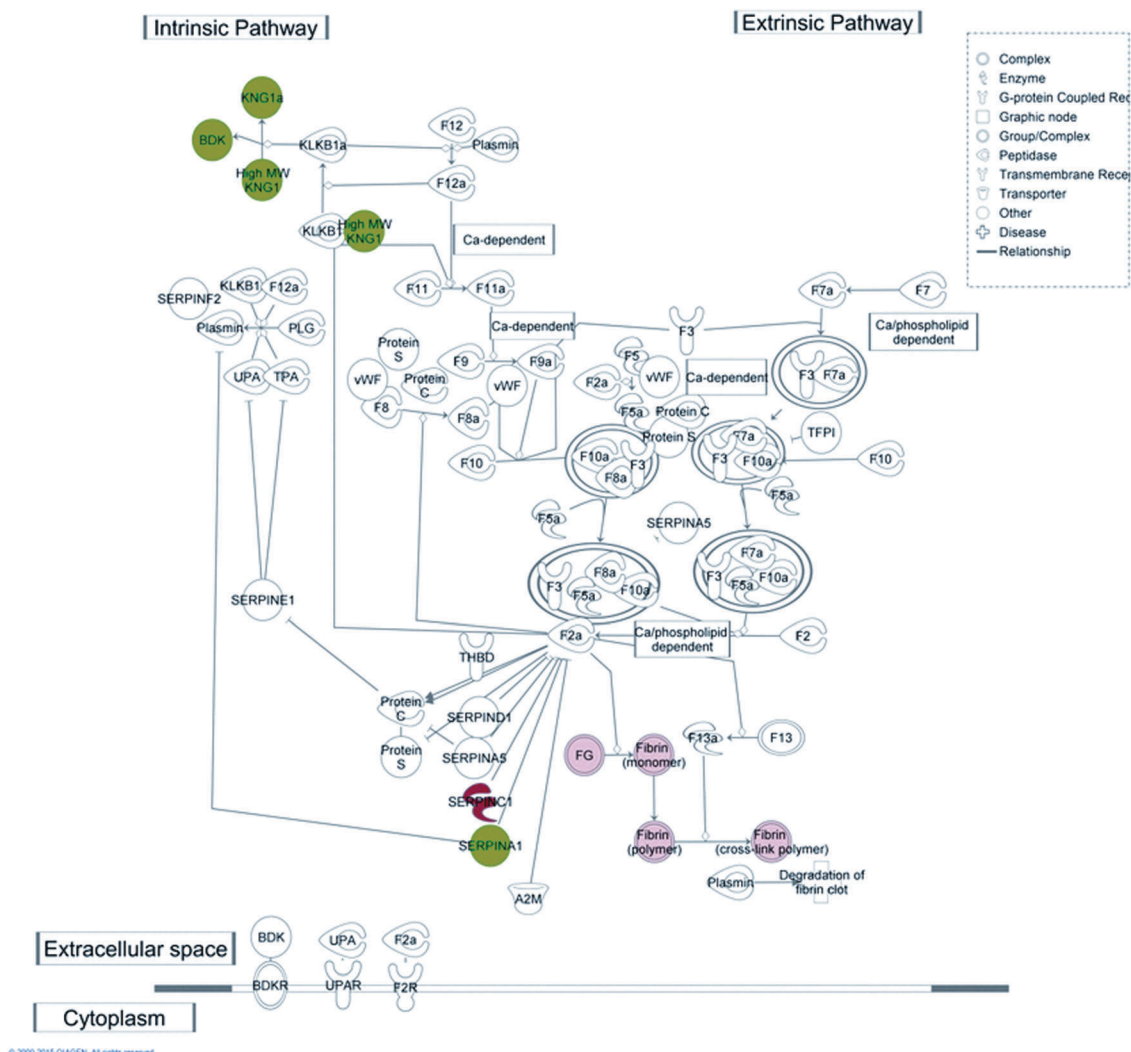 Intrinsic Pathway
Extrinsic Pathway
Complex
Enzyme
G-protein Coupled Rec
Graphic node
Group/Complex
Peptidase
Transmembrane Rece
Transporter
Other
Disease
Relationship
KNG1a
BDK
High MW
KNG1
KLKB1a
F12
Plasmin
F12a
KLKB1
High MW
KNG1
Ca-dependent
F11
F11a
SERPINF2
KLKB1
F12a
Plasmin
PLG
UPA
TPA
F7a
F7
Ca/phospholipid
dependent
Ca-dependent
F3
Protein
S
vWF
Protein
C
F8
F8a
F9
F9a
vWF
F5
F2a
vWF
F5a
Ca-dependent
Protein C
Protein S
F3
F7a
TFPI
F10
F10a
F3
F8a
F7a
F3
F10a
F10
F5a
F5a
SERPINA5
F3
F8a
F5a
F10a
F7a
F3
F5a
F10a
SERPINE1
F2a
Ca/phospholipid
dependent
F2
THBD
Protein
C
Protein
S
SERPIND1
SERPINA5
SERPINC1
SERPINA1
A2M
FG
Fibrin
(monomer)
F13a
F13
Fibrin
(polymer)
Fibrin
(cross-link polymer)
Plasmin
Degradation of
fibrin clot
Extracellular space
BDK
UPA
F2a
BDKR
UPAR
F2R
Cytoplasm